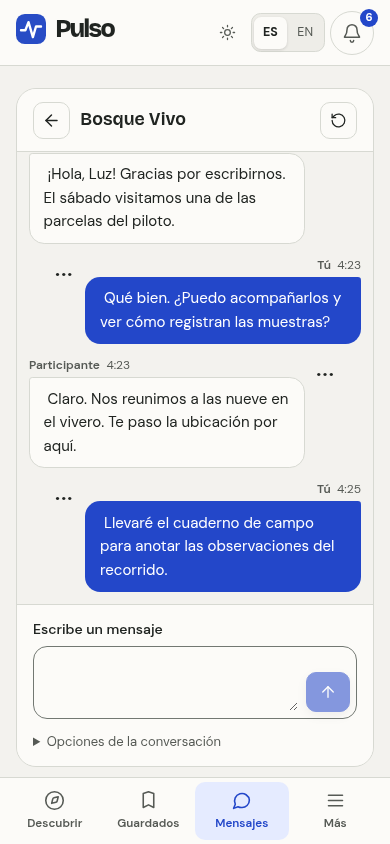 Pulso
ES EN
6
Bosque Vivo
¡Hola, Luz! Gracias por escribirnos.
El sábado visitamos una de las
parcelas del piloto.
Tú 4:23
Qué bien. ¿Puedo acompañarlos y
ver cómo registran las muestras?
Participante 4:23
Claro. Nos reunimos a las nueve en
el vivero. Te paso la ubicación por
aquí.
Tú 4:25
Llevaré el cuaderno de campo
para anotar las observaciones del
recorrido.
Escribe un mensaje
Opciones de la conversación
Descubrir Guardados Mensajes Más